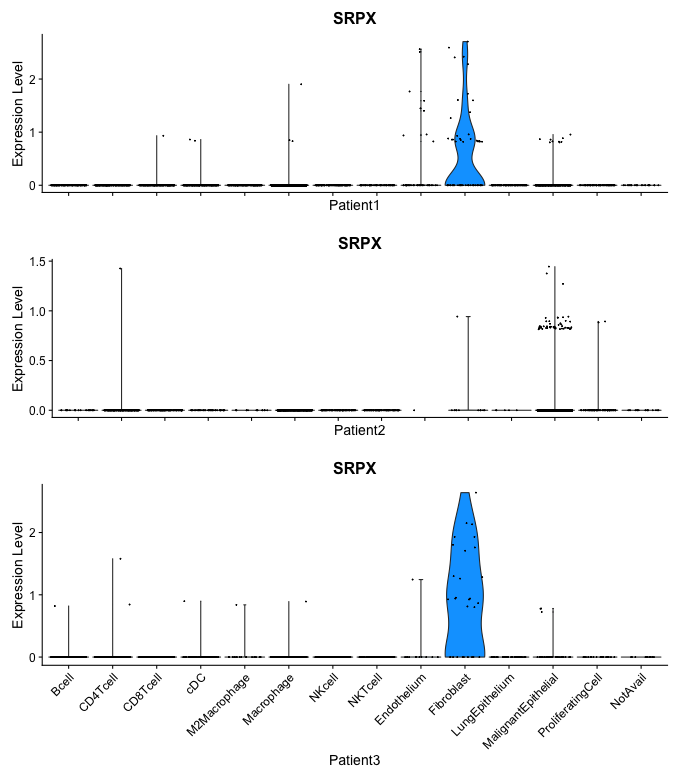 SRPX
Expression Level
2
1
0
Patient1
SRPX
Expression Level
1.5
1.0
0.5
0.0
Patient2
SRPX
Expression Level
2
1
0
Bcell
CD4Tcell
CD8Tcell
cDC
M2Macrophage
Macrophage
NKcell
NKTcell
Endothelium
Fibroblast
LungEpithelium
MalignantEpithelial
ProliferatingCell
NotAvail
Patient3